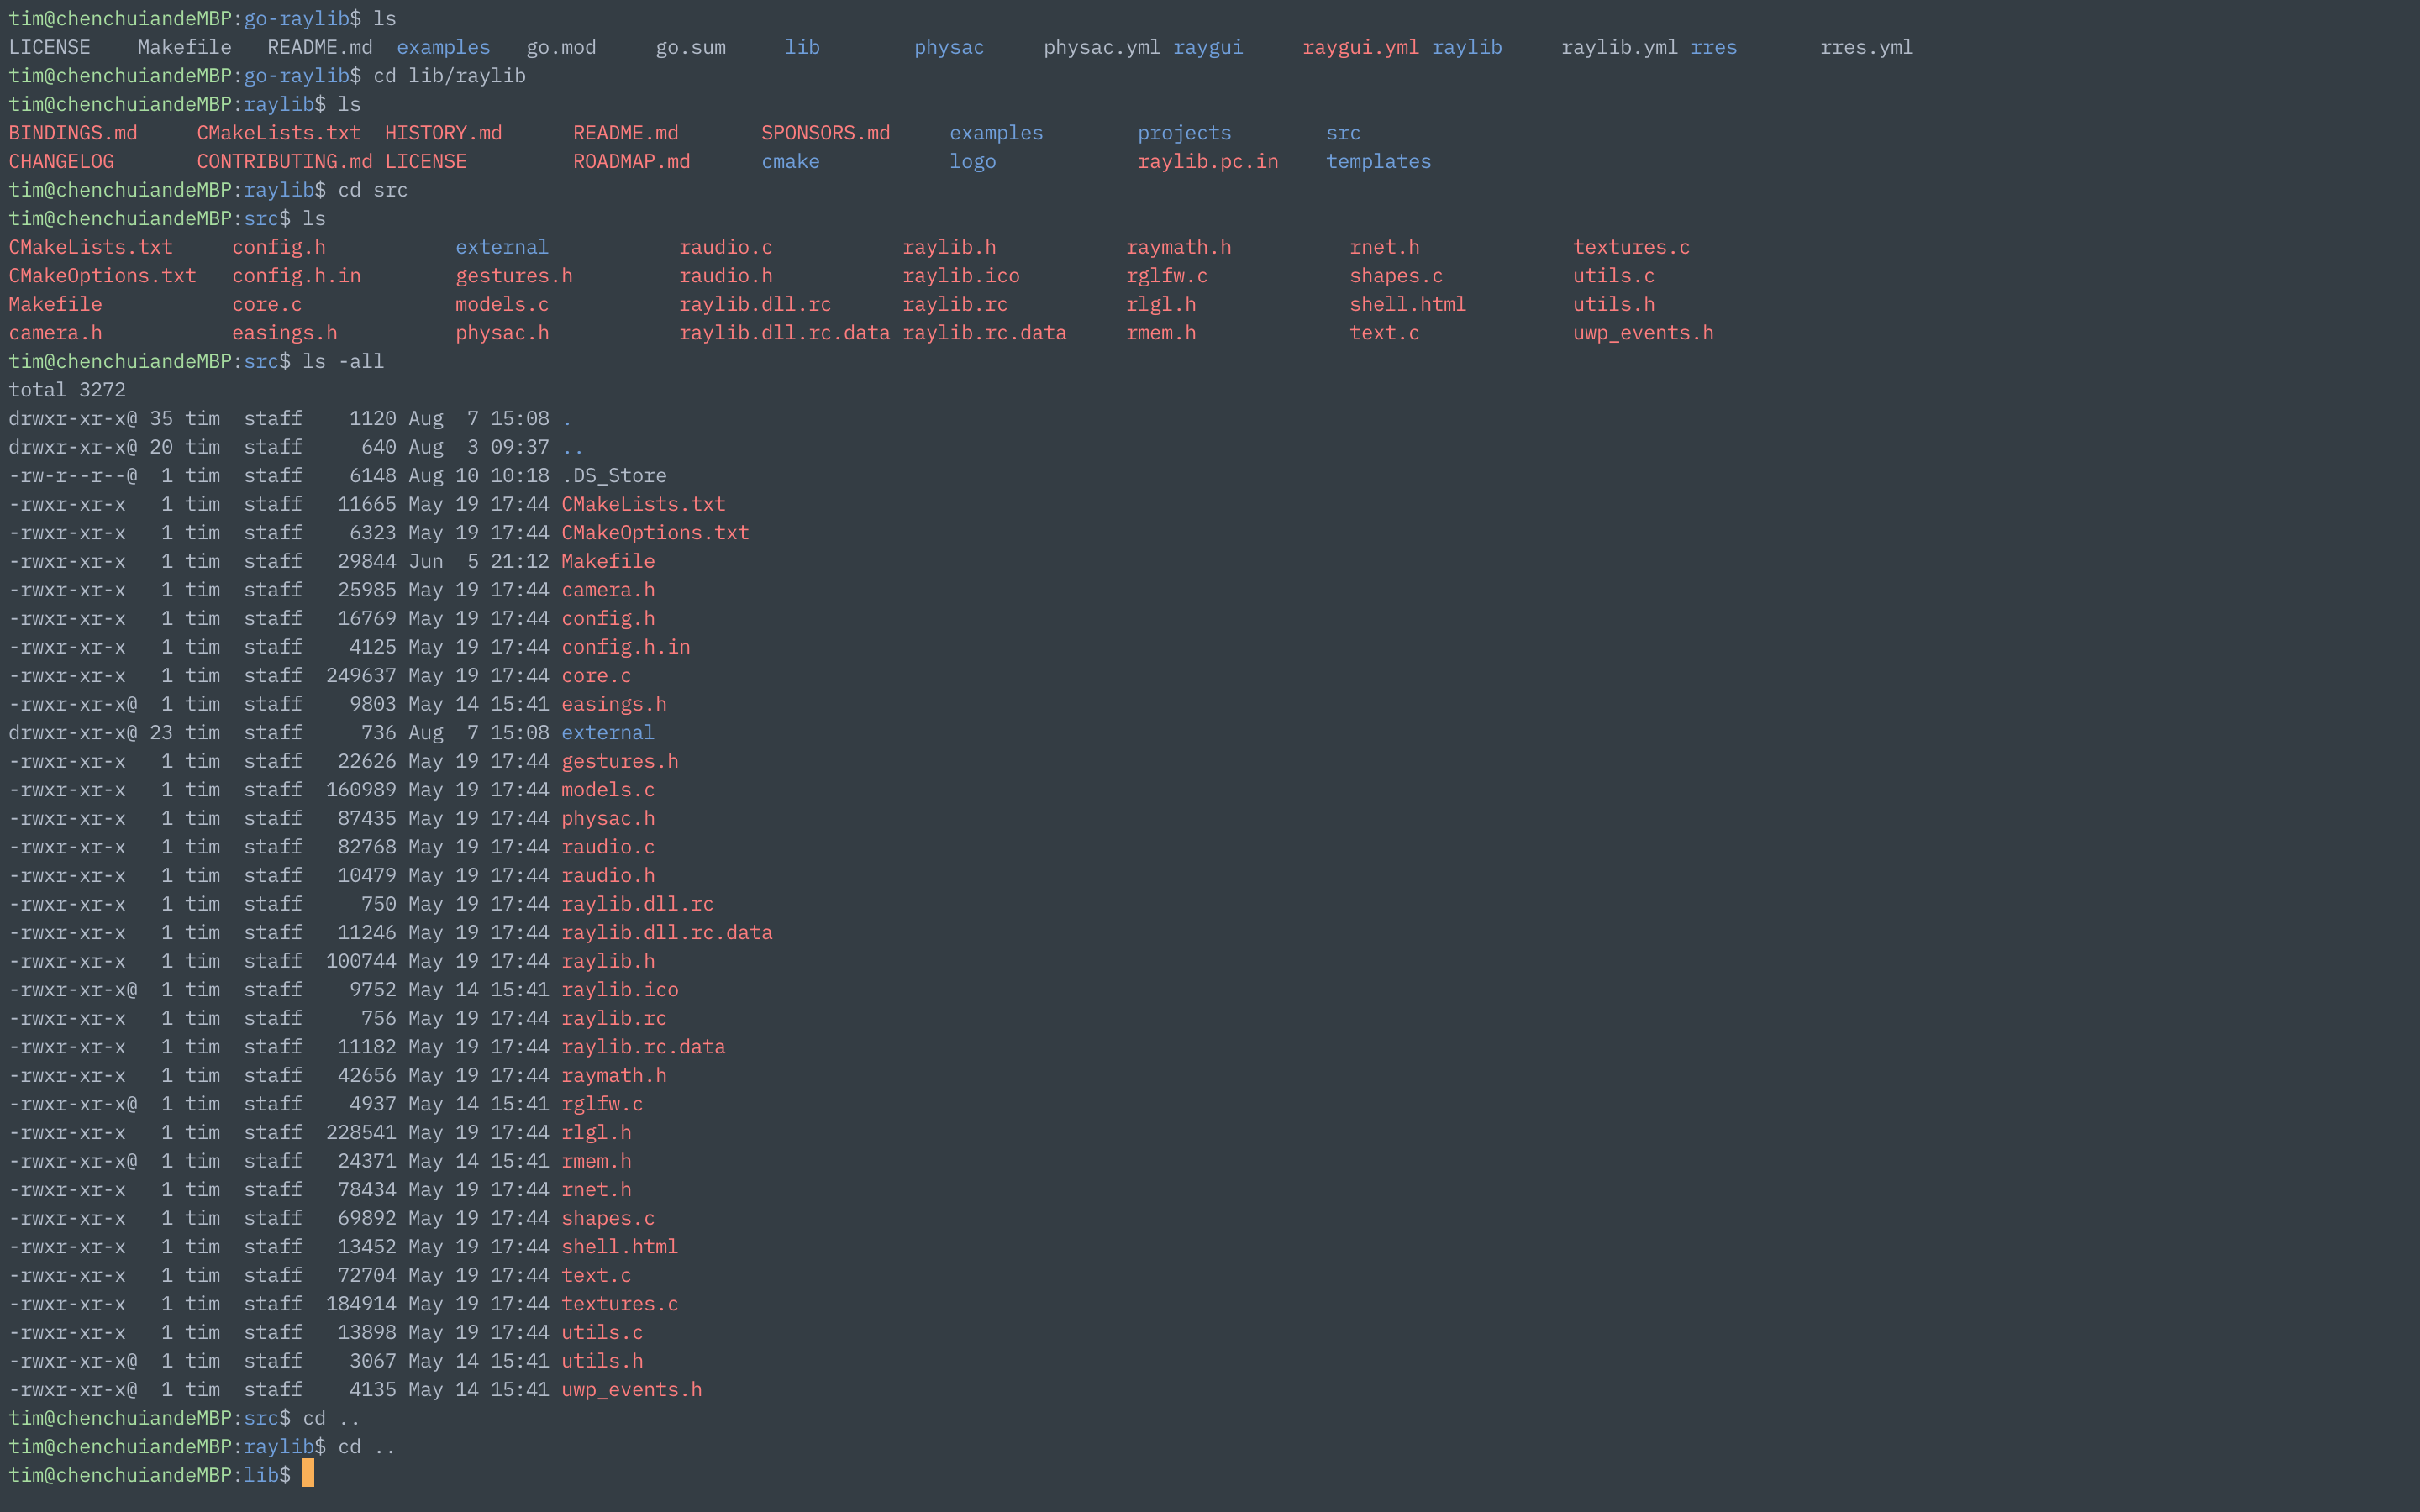 tim@chenchuiandeMBP:go-raylib$ ls
LICENSE    Makefile   README.md  examples   go.mod     go.sum     lib        physac     physac.yml raygui     raygui.yml raylib     raylib.yml rres       rres.yml
tim@chenchuiandeMBP:go-raylib$ cd lib/raylib
tim@chenchuiandeMBP:raylib$ ls
BINDINGS.md     CMakeLists.txt  HISTORY.md      README.md       SPONSORS.md     examples        projects        src
CHANGELOG       CONTRIBUTING.md LICENSE         ROADMAP.md      cmake           logo            raylib.pc.in    templates
tim@chenchuiandeMBP:raylib$ cd src
tim@chenchuiandeMBP:src$ ls
CMakeLists.txt     config.h           external           raudio.c           raylib.h           raymath.h          rnet.h             textures.c
CMakeOptions.txt   config.h.in        gestures.h         raudio.h           raylib.ico         rglfw.c            shapes.c           utils.c
Makefile           core.c             models.c           raylib.dll.rc      raylib.rc          rlgl.h             shell.html         utils.h
camera.h           easings.h          physac.h           raylib.dll.rc.data raylib.rc.data     rmem.h             text.c             uwp_events.h
tim@chenchuiandeMBP:src$ ls -all
total 3272
drwxr-xr-x@ 35 tim  staff    1120 Aug  7 15:08 .
drwxr-xr-x@ 20 tim  staff     640 Aug  3 09:37 ..
-rw-r--r--@  1 tim  staff    6148 Aug 10 10:18 .DS_Store
-rwxr-xr-x   1 tim  staff   11665 May 19 17:44 CMakeLists.txt
-rwxr-xr-x   1 tim  staff    6323 May 19 17:44 CMakeOptions.txt
-rwxr-xr-x   1 tim  staff   29844 Jun  5 21:12 Makefile
-rwxr-xr-x   1 tim  staff   25985 May 19 17:44 camera.h
-rwxr-xr-x   1 tim  staff   16769 May 19 17:44 config.h
-rwxr-xr-x   1 tim  staff    4125 May 19 17:44 config.h.in
-rwxr-xr-x   1 tim  staff  249637 May 19 17:44 core.c
-rwxr-xr-x@  1 tim  staff    9803 May 14 15:41 easings.h
drwxr-xr-x@ 23 tim  staff     736 Aug  7 15:08 external
-rwxr-xr-x   1 tim  staff   22626 May 19 17:44 gestures.h
-rwxr-xr-x   1 tim  staff  160989 May 19 17:44 models.c
-rwxr-xr-x   1 tim  staff   87435 May 19 17:44 physac.h
-rwxr-xr-x   1 tim  staff   82768 May 19 17:44 raudio.c
-rwxr-xr-x   1 tim  staff   10479 May 19 17:44 raudio.h
-rwxr-xr-x   1 tim  staff     750 May 19 17:44 raylib.dll.rc
-rwxr-xr-x   1 tim  staff   11246 May 19 17:44 raylib.dll.rc.data
-rwxr-xr-x   1 tim  staff  100744 May 19 17:44 raylib.h
-rwxr-xr-x@  1 tim  staff    9752 May 14 15:41 raylib.ico
-rwxr-xr-x   1 tim  staff     756 May 19 17:44 raylib.rc
-rwxr-xr-x   1 tim  staff   11182 May 19 17:44 raylib.rc.data
-rwxr-xr-x   1 tim  staff   42656 May 19 17:44 raymath.h
-rwxr-xr-x@  1 tim  staff    4937 May 14 15:41 rglfw.c
-rwxr-xr-x   1 tim  staff  228541 May 19 17:44 rlgl.h
-rwxr-xr-x@  1 tim  staff   24371 May 14 15:41 rmem.h
-rwxr-xr-x   1 tim  staff   78434 May 19 17:44 rnet.h
-rwxr-xr-x   1 tim  staff   69892 May 19 17:44 shapes.c
-rwxr-xr-x   1 tim  staff   13452 May 19 17:44 shell.html
-rwxr-xr-x   1 tim  staff   72704 May 19 17:44 text.c
-rwxr-xr-x   1 tim  staff  184914 May 19 17:44 textures.c
-rwxr-xr-x   1 tim  staff   13898 May 19 17:44 utils.c
-rwxr-xr-x@  1 tim  staff    3067 May 14 15:41 utils.h
-rwxr-xr-x@  1 tim  staff    4135 May 14 15:41 uwp_events.h
tim@chenchuiandeMBP:src$ cd ..
tim@chenchuiandeMBP:raylib$ cd ..
tim@chenchuiandeMBP:lib$